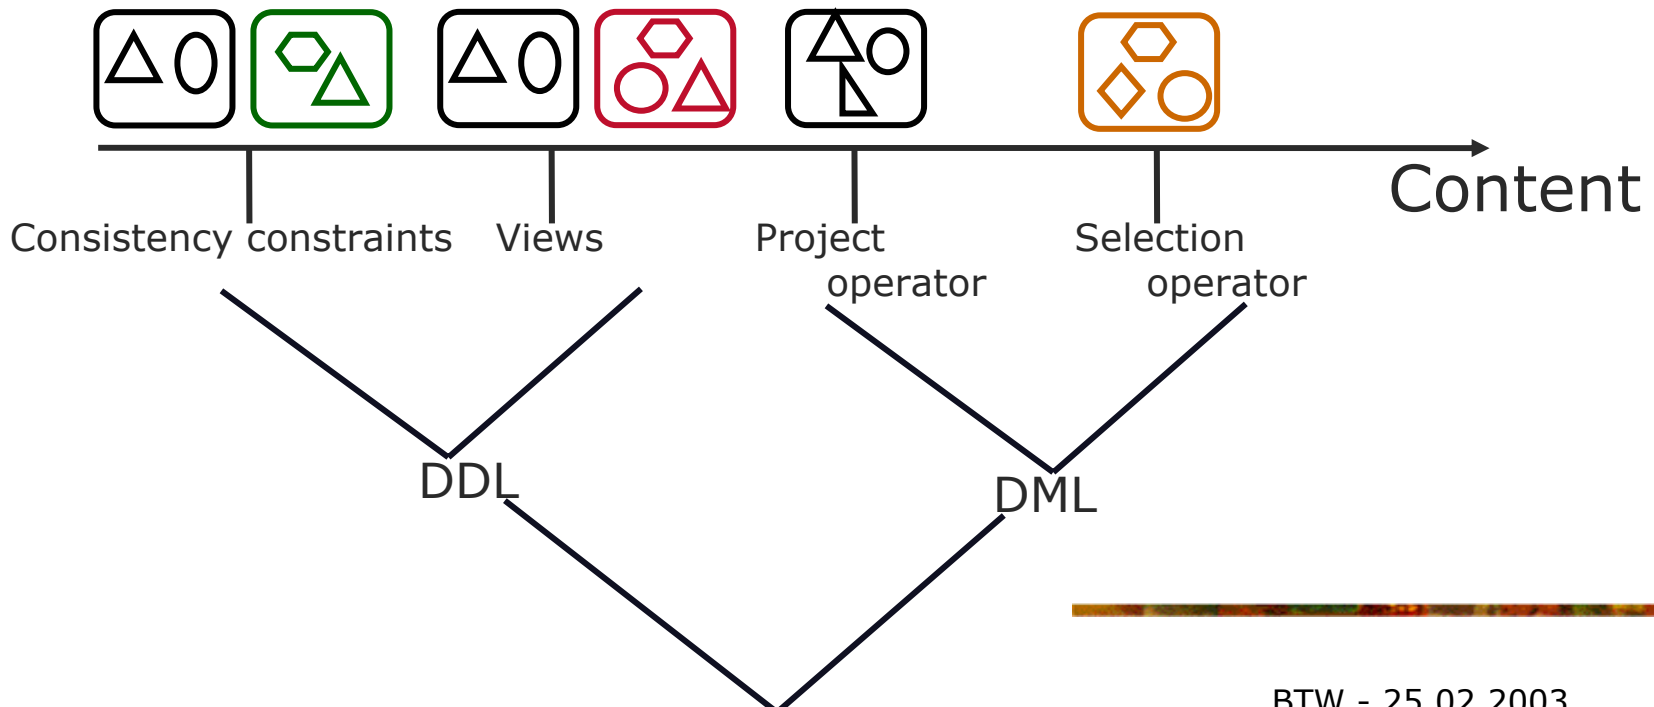 Content
Consistency constraints
Views
Project
operator
Selection
operator
DDL
DML
BTW - 25.02.2003